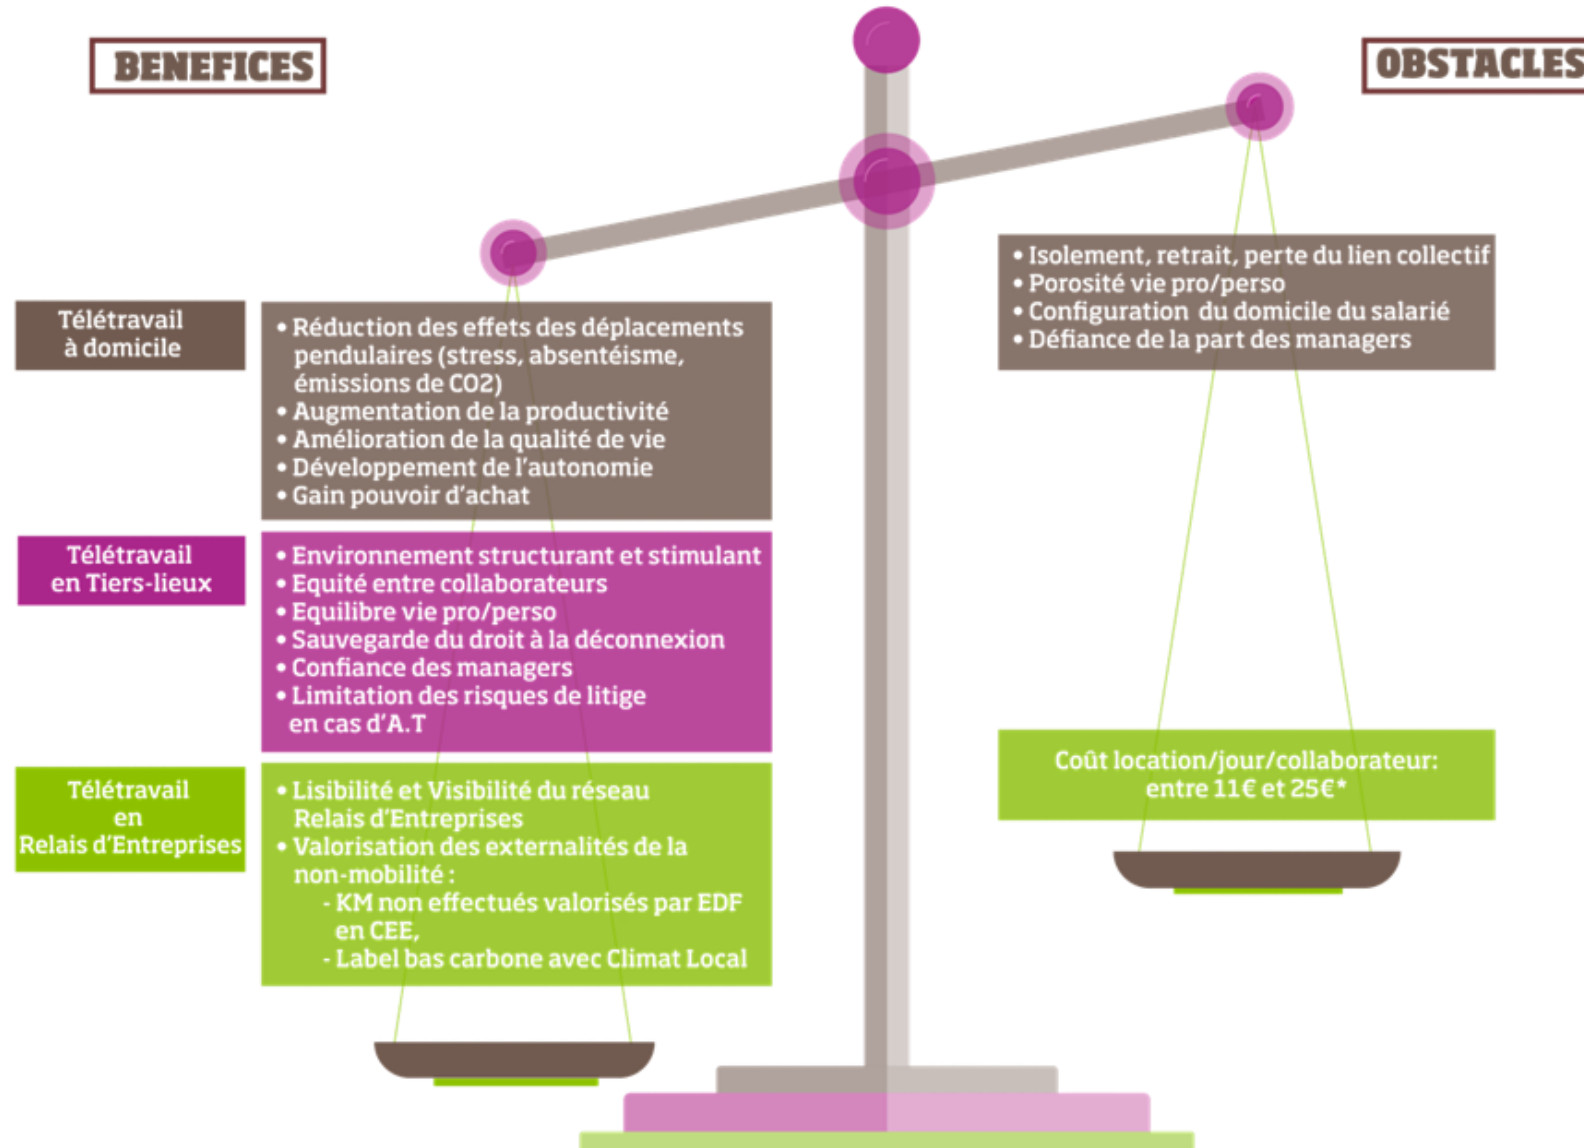 BENEFICES
OBSTACLES
Télétravail
à domicile
• Réduction des effets des déplacements
pendulaires (stress, absentéisme,
émissions de CO2)
• Augmentation de la productivité
• Amélioration de la qualité de vie
• Développement de l'autonomie
• Gain pouvoir d'achat
• Isolement, retrait, perte du lien collectif
• Porosité vie pro/perso
• Configuration du domicile du salarié
• Défiance de la part des managers
Télétravail
en Tiers-lieux
• Environnement structurant et stimulant
• Equité entre collaborateurs
• Equilibre vie pro/perso
• Sauvegarde du droit à la déconnexion
• Confiance des managers
• Limitation des risques de litige
en cas d'A.T
Télétravail
en
Relais d'Entreprises
• Lisibilité et Visibilité du réseau
Relais d'Entreprises
• Valorisation des externalités de la
non-mobilité :
- KM non effectués valorisés par EDF
en CEE,
- Label bas carbone avec Climat Local
Coût location/jour/collaborateur:
entre 11€ et 25€*